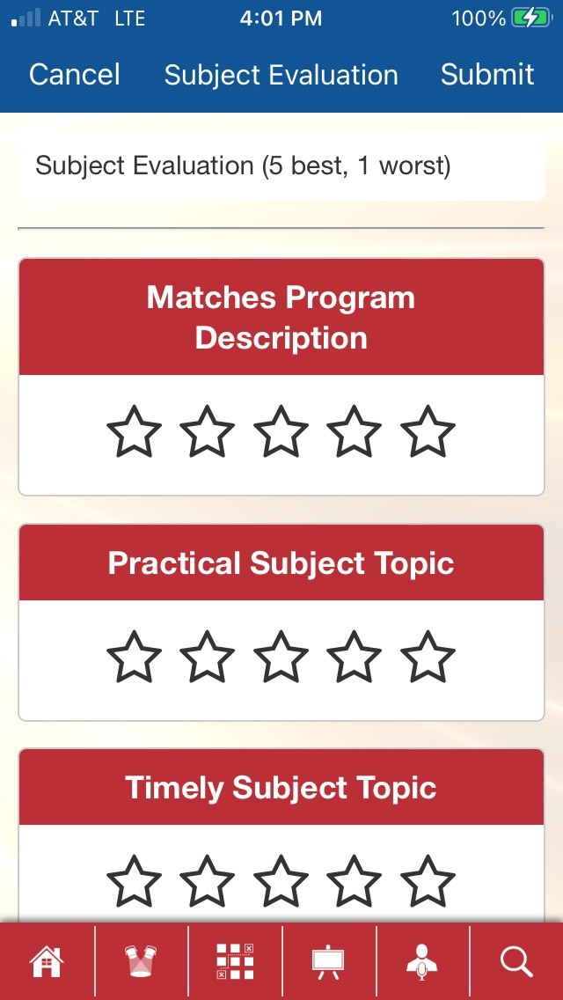 AT&T LTE 4:01 PM 100%
Cancel Subject Evaluation Submit
Subject Evaluation (5 best, 1 worst)
Matches Program
Description
Practical Subject Topic
Timely Subject Topic